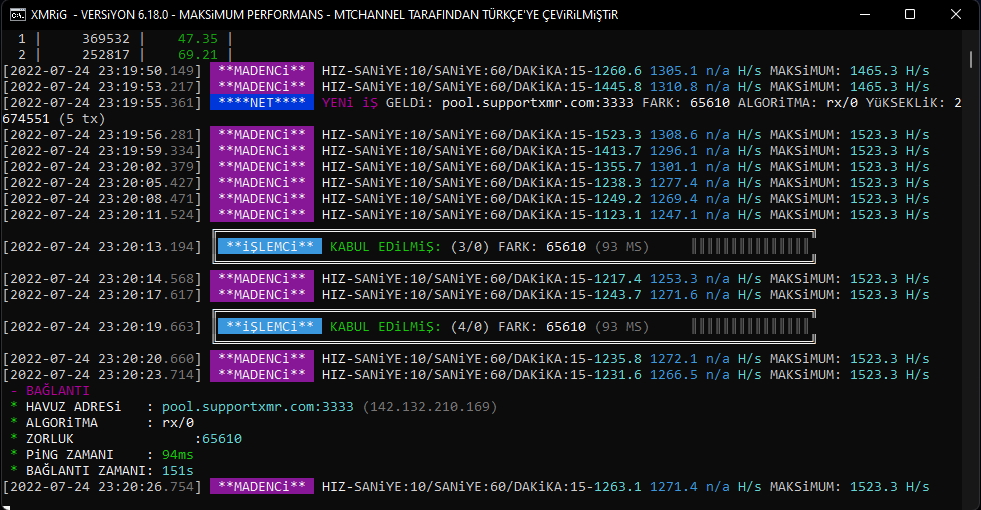 XMRiG - VERSiYON 6.18.0 - MAKSiMUM PERFORMANS - MTCHANNEL TARAFINDAN TÜRKÇE'YE ÇEViRiLMiŞTiR
1 | 369532 | 47.35 |
2 | 252817 | 69.21 |
[2022-07-24 23:19:50.149] **MADENCi** HIZ-SANiYE:10/SANiYE:60/DAKiKA:15-1260.6 1305.1 n/a H/s MAKSiMUM: 1465.3 H/s
[2022-07-24 23:19:53.217] **MADENCi** HIZ-SANiYE:10/SANiYE:60/DAKiKA:15-1445.8 1310.8 n/a H/s MAKSiMUM: 1465.3 H/s
[2022-07-24 23:19:55.361] ****NET**** YENi iŞ GELDi: pool.supportxmr.com:3333 FARK: 65610 ALGORiTMA: rx/0 YüKSEKLiK: 2
674551 (5 tx)
[2022-07-24 23:19:56.281] **MADENCi** HIZ-SANiYE:10/SANiYE:60/DAKiKA:15-1523.3 1308.6 n/a H/s MAKSiMUM: 1523.3 H/s
[2022-07-24 23:19:59.334] **MADENCi** HIZ-SANiYE:10/SANiYE:60/DAKiKA:15-1413.7 1296.1 n/a H/s MAKSiMUM: 1523.3 H/s
[2022-07-24 23:20:02.379] **MADENCi** HIZ-SANiYE:10/SANiYE:60/DAKiKA:15-1355.7 1301.1 n/a H/s MAKSiMUM: 1523.3 H/s
[2022-07-24 23:20:05.427] **MADENCi** HIZ-SANiYE:10/SANiYE:60/DAKiKA:15-1238.3 1277.4 n/a H/s MAKSiMUM: 1523.3 H/s
[2022-07-24 23:20:08.471] **MADENCi** HIZ-SANiYE:10/SANiYE:60/DAKiKA:15-1249.2 1269.4 n/a H/s MAKSiMUM: 1523.3 H/s
[2022-07-24 23:20:11.524] **MADENCi** HIZ-SANiYE:10/SANiYE:60/DAKiKA:15-1123.1 1247.1 n/a H/s MAKSiMUM: 1523.3 H/s
[2022-07-24 23:20:13.194] **iŞLEMCi** KABUL EDiLMiŞ: (3/0) FARK: 65610 (93 MS)
[2022-07-24 23:20:14.568] **MADENCi** HIZ-SANiYE:10/SANiYE:60/DAKiKA:15-1217.4 1253.3 n/a H/s MAKSiMUM: 1523.3 H/s
[2022-07-24 23:20:17.617] **MADENCi** HIZ-SANiYE:10/SANiYE:60/DAKiKA:15-1243.7 1271.6 n/a H/s MAKSiMUM: 1523.3 H/s
[2022-07-24 23:20:19.663] **iŞLEMCi** KABUL EDiLMiŞ: (4/0) FARK: 65610 (93 MS)
[2022-07-24 23:20:20.660] **MADENCi** HIZ-SANiYE:10/SANiYE:60/DAKiKA:15-1235.8 1272.1 n/a H/s MAKSiMUM: 1523.3 H/s
[2022-07-24 23:20:23.714] **MADENCi** HIZ-SANiYE:10/SANiYE:60/DAKiKA:15-1231.6 1266.5 n/a H/s MAKSiMUM: 1523.3 H/s
- BAĞLANTI
* HAVUZ ADRESi : pool.supportxmr.com:3333 (142.132.210.169)
* ALGORiTMA : rx/0
* ZORLUK :65610
* PiNG ZAMANI : 94ms
* BAĞLANTI ZAMANI: 151s
[2022-07-24 23:20:26.754] **MADENCi** HIZ-SANiYE:10/SANiYE:60/DAKiKA:15-1263.1 1271.4 n/a H/s MAKSiMUM: 1523.3 H/s